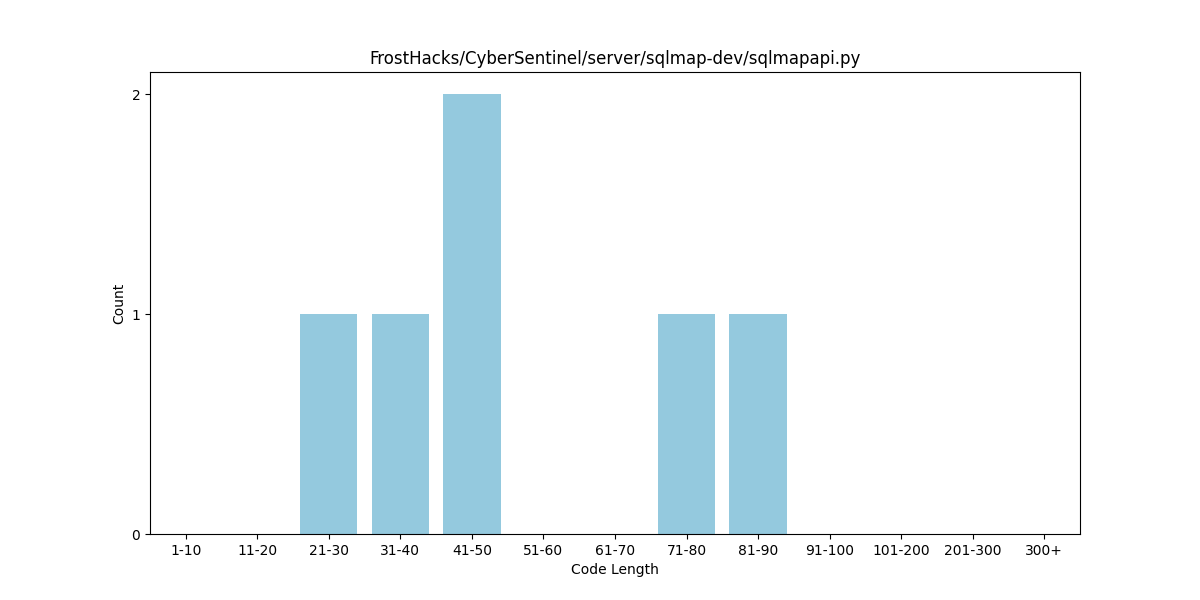 FrostHacks/CyberSentinel/server/sqlmap-dev/sqlmapapi.py
2
1
0
Count
1-10 11-20 21-30 31-40 41-50 51-60 61-70 71-80 81-90 91-100 101-200 201-300 300+
Code Length